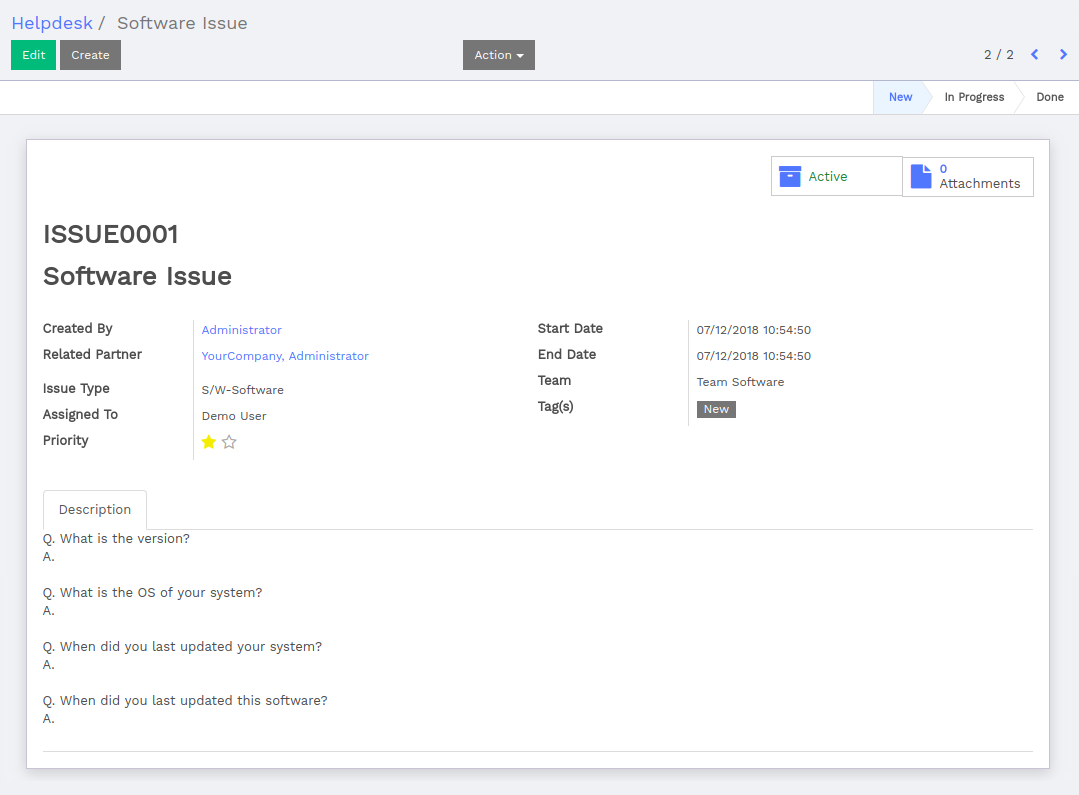 Helpdesk / Software Issue
Edit Create Action 2 / 2
New In Progress Done
Active
0
Attachments
ISSUE0001
Software Issue
Created By Administrator
Related Partner YourCompany, Administrator
Issue Type S/W-Software
Assigned To Demo User
Priority
Start Date 07/12/2018 10:54:50
End Date 07/12/2018 10:54:50
Team Team Software
Tag(s) New
Description
Q. What is the version?
A.
Q. What is the OS of your system?
A.
Q. When did you last updated your system?
A.
Q. When did you last updated this software?
A.